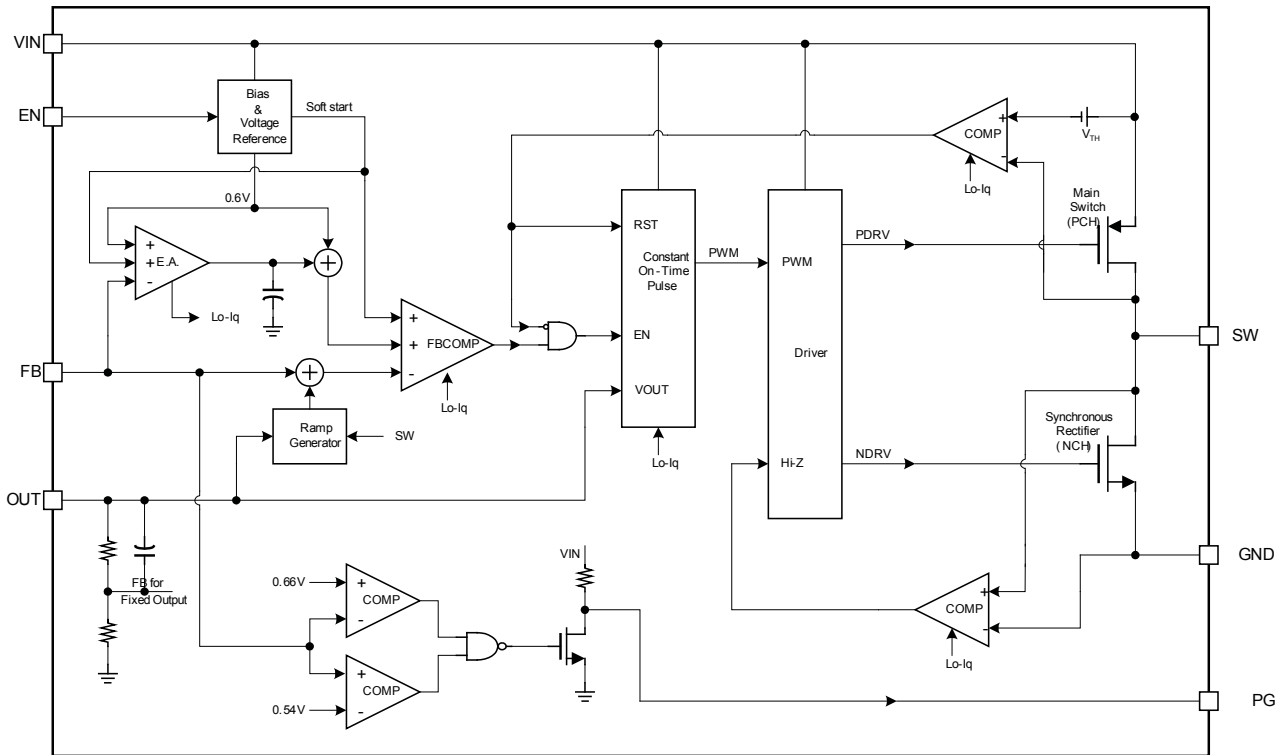 VIN
EN
Bias
&
Voltage
Reference
Soft start
COMP
+
-
VTH
Lo-Iq
0.6V
Main
Switch
(PCH)
RST
PDRV
+
+
-
E.A.
+
Constant
On-Time
Pulse
PWM
PWM
Lo-Iq
+
+
-
FBCOMP
EN
SW
FB
+
Driver
VOUT
Lo-Iq
Ramp
Generator
SW
Synchronous
Rectifier
(NCH)
Lo-Iq
Hi-Z
NDRV
OUT
VIN
GND
FB for
Fixed Output
0.66V
+
-
COMP
COMP
+
-
Lo-Iq
+
-
COMP
0.54V
PG